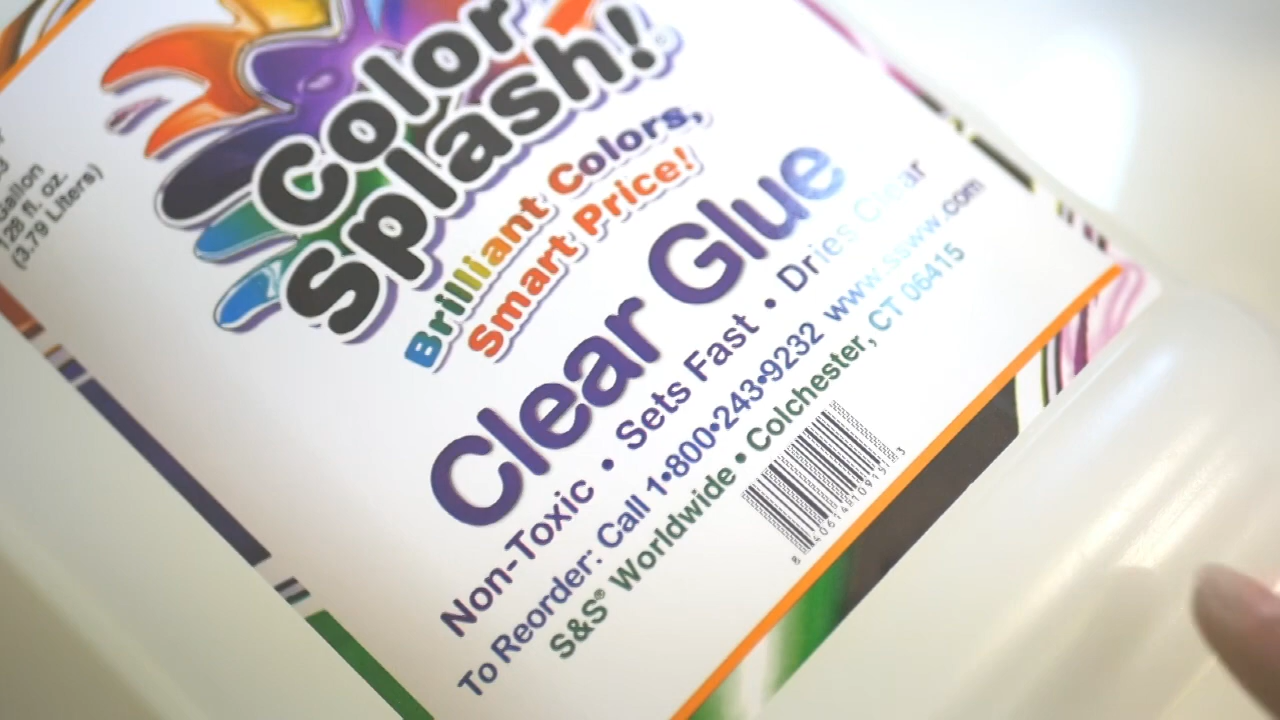 Gallon
128 fl. oz.
(3.79 Liters)
Color
Splash!
Brilliant Colors,
Smart Price!
Clear Glue
Non-Toxic • Sets Fast • Dries Clear
To Reorder: Call 1•800•243•9232 www.ssww.com
S&S® Worldwide • Colchester, CT 06415